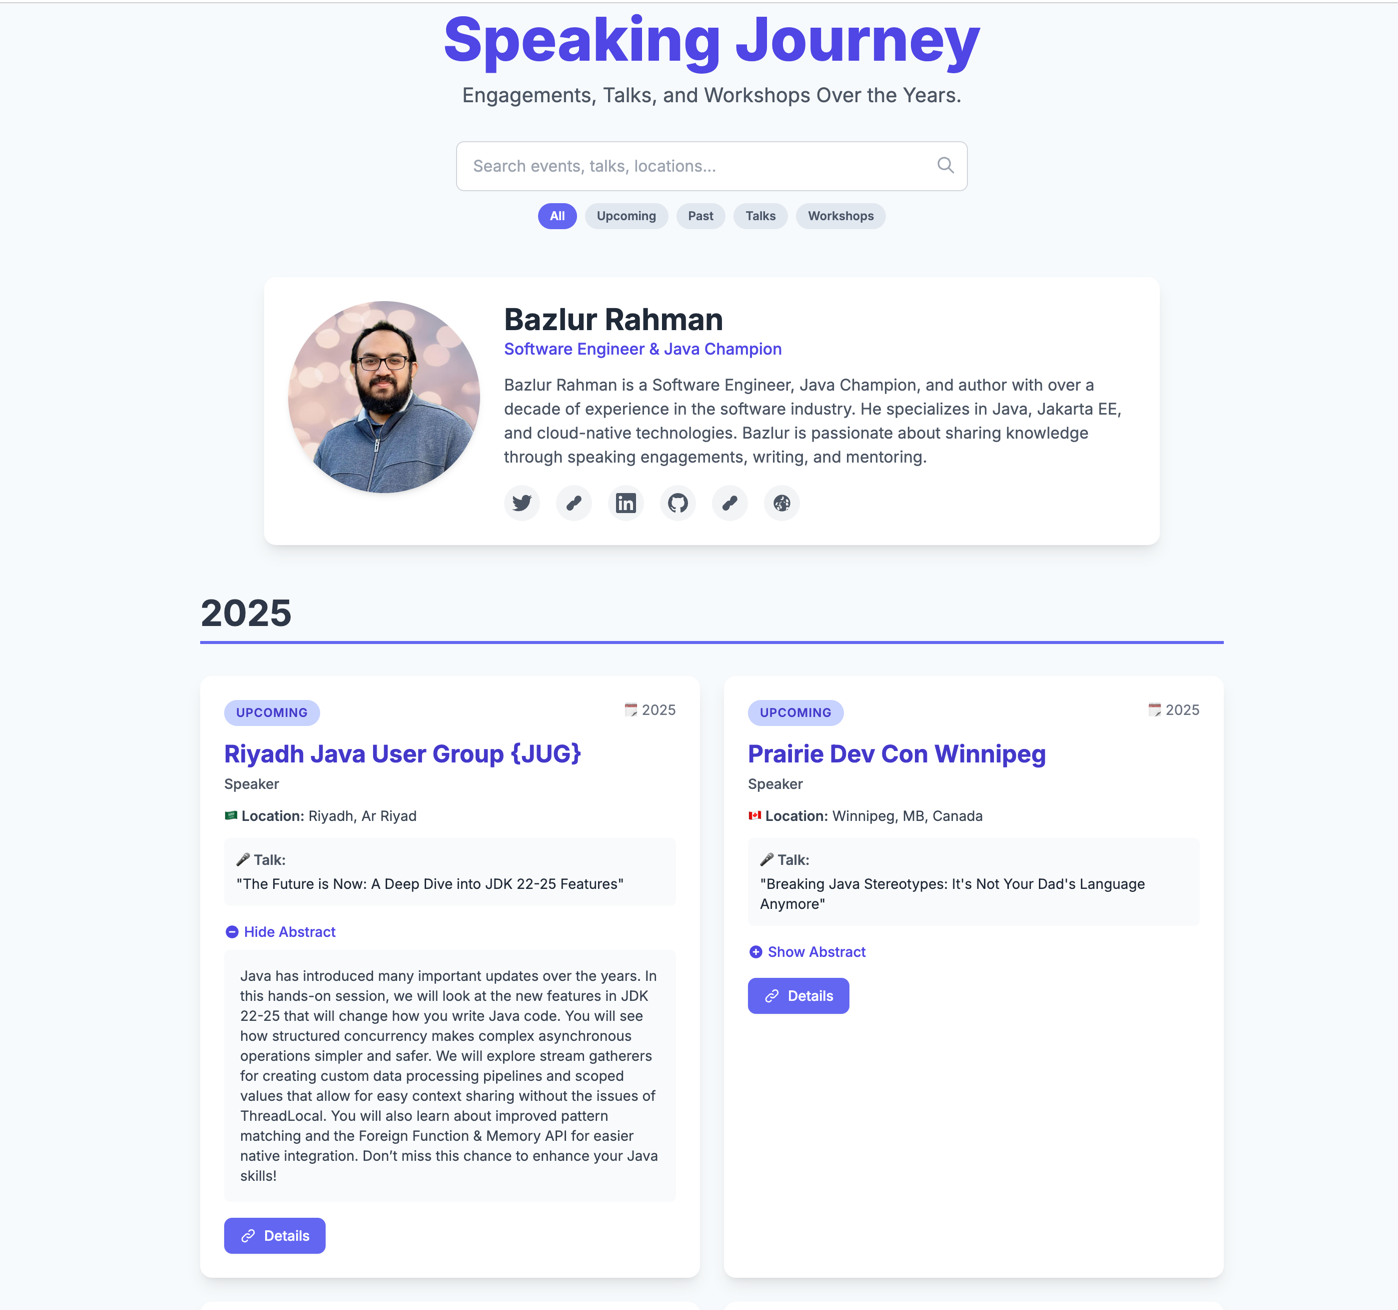 Speaking Journey
Engagements, Talks, and Workshops Over the Years.
Search events, talks, locations...
All
Upcoming
Past
Talks
Workshops
Bazlur Rahman
Software Engineer & Java Champion
Bazlur Rahman is a Software Engineer, Java Champion, and author with over a
decade of experience in the software industry. He specializes in Java, Jakarta EE,
and cloud-native technologies. Bazlur is passionate about sharing knowledge
through speaking engagements, writing, and mentoring.
2025
UPCOMING
2025
Riyadh Java User Group {JUG}
Speaker
Location: Riyadh, Ar Riyad
Talk:
"The Future is Now: A Deep Dive into JDK 22-25 Features"
Hide Abstract
Java has introduced many important updates over the years. In
this hands-on session, we will look at the new features in JDK
22-25 that will change how you write Java code. You will see
how structured concurrency makes complex asynchronous
operations simpler and safer. We will explore stream gatherers
for creating custom data processing pipelines and scoped
values that allow for easy context sharing without the issues of
ThreadLocal. You will also learn about improved pattern
matching and the Foreign Function & Memory API for easier
native integration. Don’t miss this chance to enhance your Java
skills!
Details
UPCOMING
2025
Prairie Dev Con Winnipeg
Speaker
Location: Winnipeg, MB, Canada
Talk:
"Breaking Java Stereotypes: It's Not Your Dad's Language
Anymore"
Show Abstract
Details